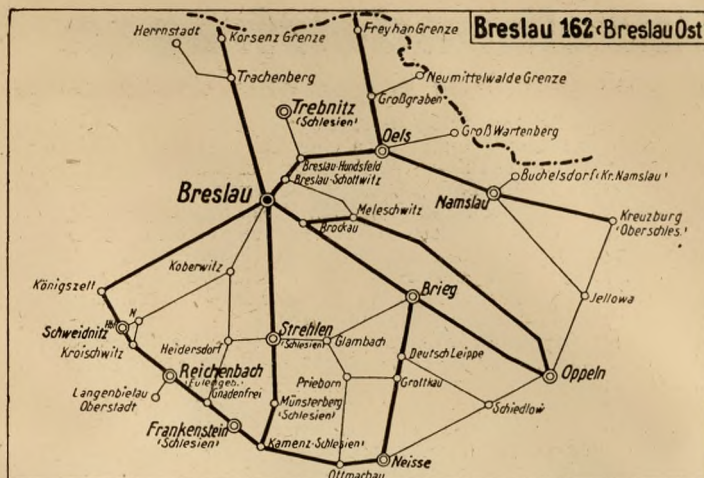 Breslau 162 (Breslau Ost
Herrnstadt
Korsenz Grenze
Freyhan Grenze
Trachenberg
Neumittelwalde Grenze
Großgraben
Trebnitz
(Schlesien)
Oels
Groß Wartenberg
Breslau-Hundsfeld
Breslau-Schottwitz
Buchelsdorf (Kr. Namslau)
Breslau
Namslau
Meleschwitz
Brockau
Kreuzburg
(Oberschles.)
Koberwitz
Königszelt
Brieg
Jellowa
N.
Hbf
Schweidnitz
Kroischwitz
Heidersdorf
Strehlen
(Schlesien)
Glambach
Deutsch Leippe
Reichenbach
(Eulengeb.)
Gnadenfrei
Langenbielau
Oberstadt
Prieborn
Grottkau
Oppeln
Münsterberg
(Schlesien)
Schiedlow
Frankenstein
(Schlesien)
Kamenz-Schlesien)
Neisse
Ottmachau